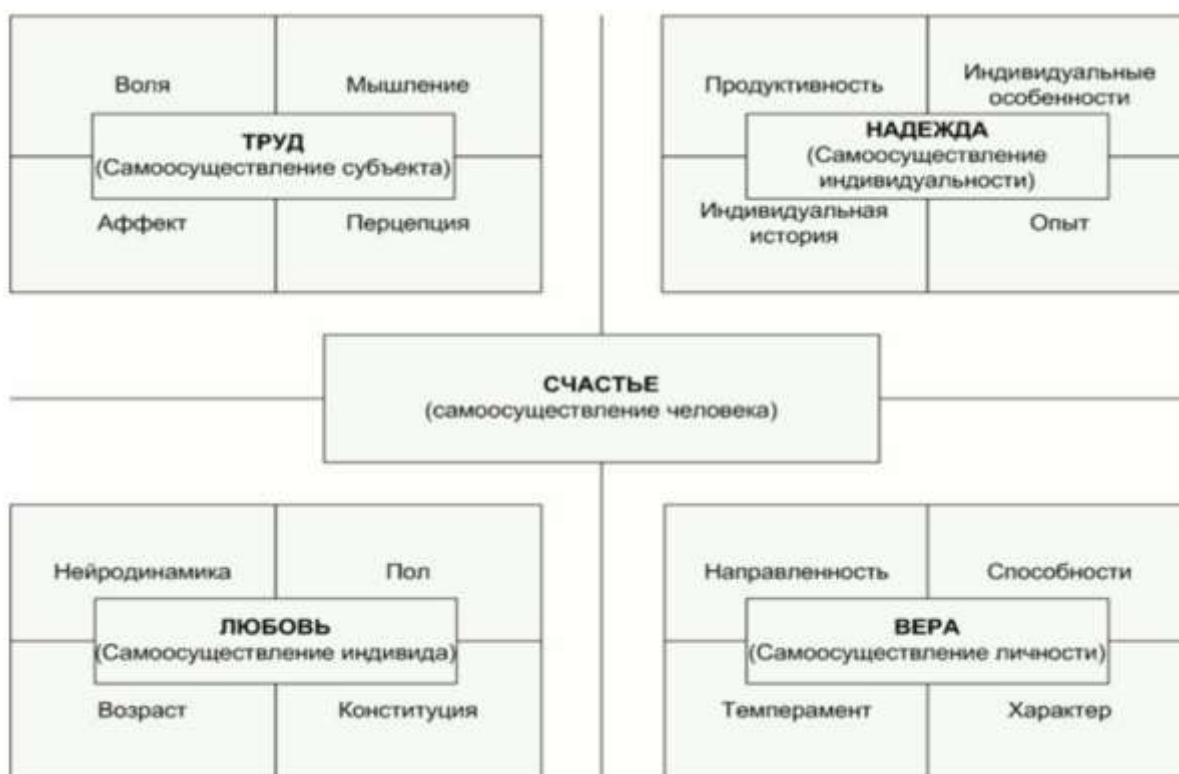 Воля
Мышление
ТРУД
(Самоосуществление субъекта)
Аффект
Перцепция
Продуктивность
Индивидуальные
особенности
НАДЕЖДА
(Самоосуществление
индивидуальности)
Индивидуальная
история
Опыт
СЧАСТЬЕ
(самоосуществление человека)
Нейродинамика
Пол
ЛЮБОВЬ
(Самоосуществление индивида)
Возраст
Конституция
Направленность
Способности
ВЕРА
(Самоосуществление личности)
Темперамент
Характер